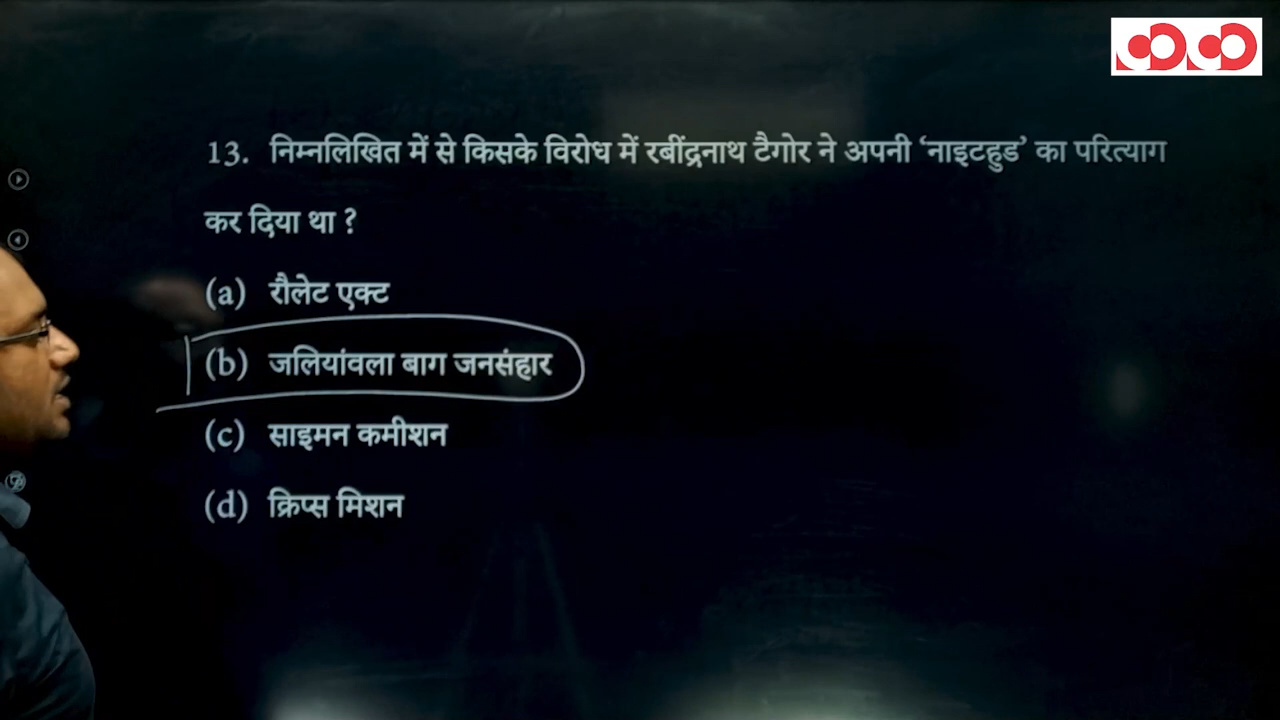 13. निम्नलिखित में से किसके विरोध में रबींद्रनाथ टैगोर ने अपनी ‘नाइटहुड’ का परित्याग
कर दिया था ?
(a) रौलेट एक्ट
(b) जलियांवला बाग जनसंहार
(c) साइमन कमीशन
(d) क्रिप्स मिशन